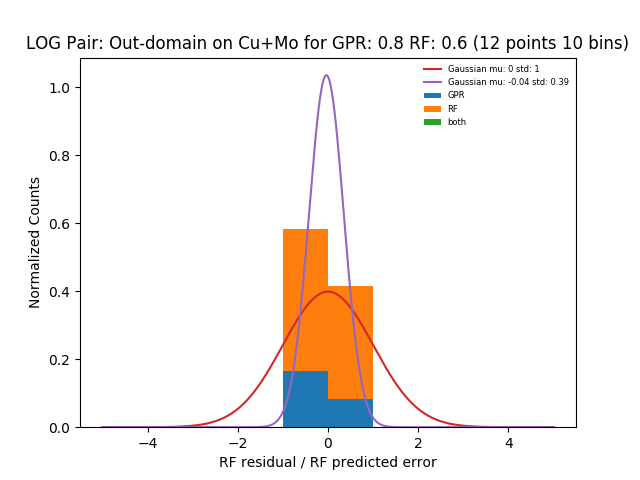 LOG Pair: Out-domain on Cu+Mo for GPR: 0.8 RF: 0.6 (12 points 10 bins)
Gaussian mu: 0 std: 1
Gaussian mu: -0.04 std: 0.39
GPR
RF
both
Normalized Counts
1.0
0.8
0.6
0.4
0.2
0.0
−4
−2
0
2
4
RF residual / RF predicted error